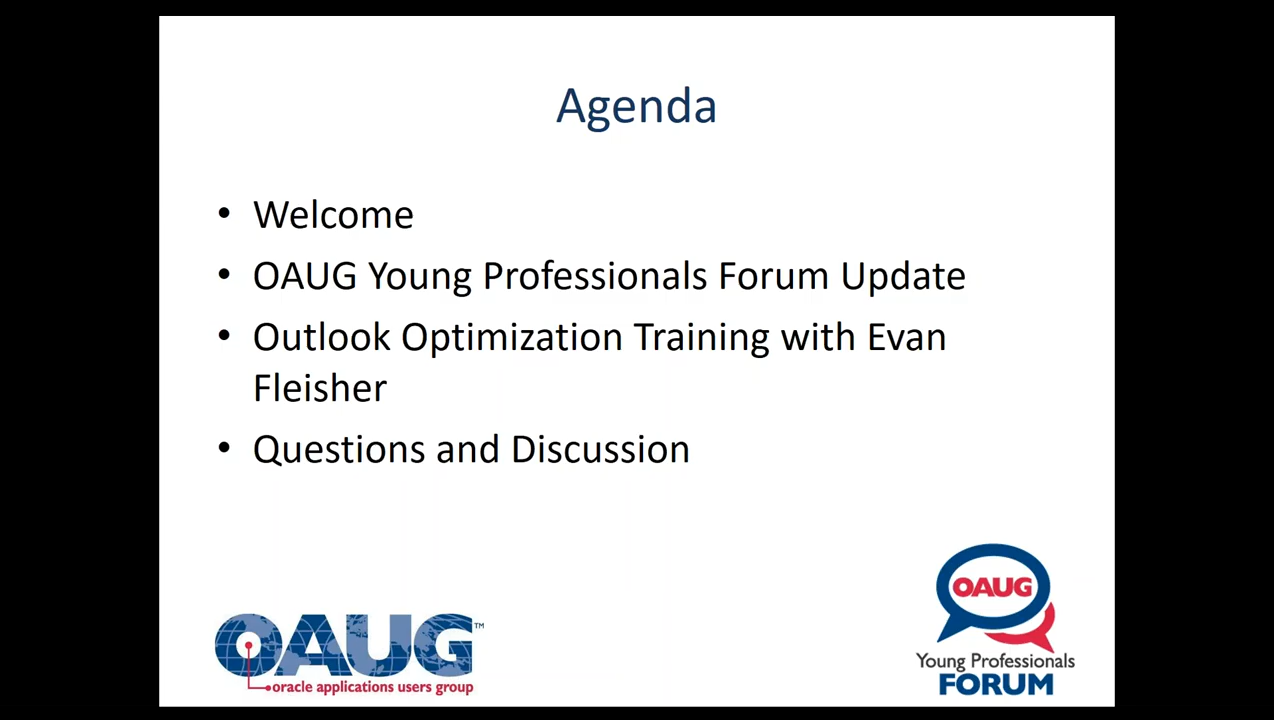 Agenda
• Welcome
• OAUG Young Professionals Forum Update
• Outlook Optimization Training with Evan
Fleisher
• Questions and Discussion
OAUG™
oracle applications users group
OAUG
Young Professionals
FORUM